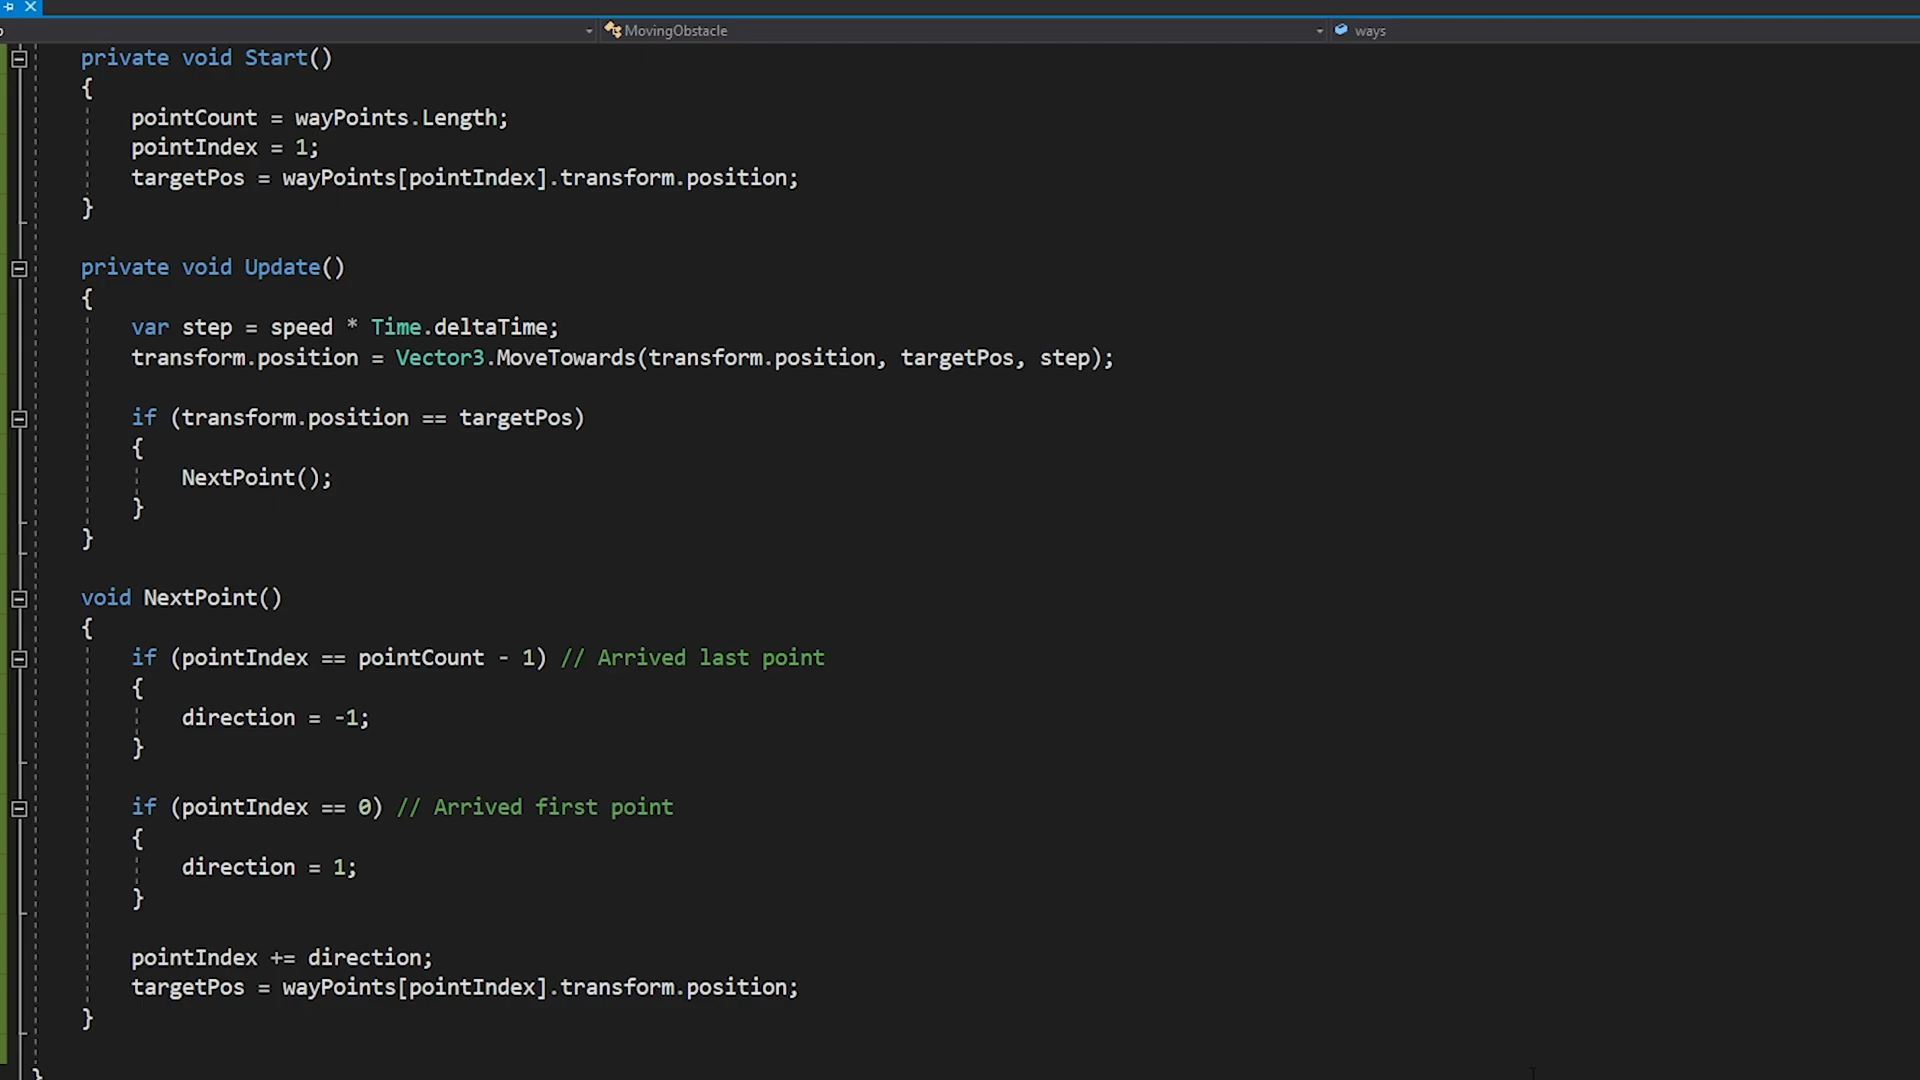 MovingObstacle ways
private void Start()
{
pointCount = wayPoints.Length;
pointIndex = 1;
targetPos = wayPoints[pointIndex].transform.position;
}
private void Update()
{
var step = speed * Time.deltaTime;
transform.position = Vector3.MoveTowards(transform.position, targetPos, step);
if (transform.position == targetPos)
{
NextPoint();
}
}
void NextPoint()
{
if (pointIndex == pointCount - 1) // Arrived last point
{
direction = -1;
}
if (pointIndex == 0) // Arrived first point
{
direction = 1;
}
pointIndex += direction;
targetPos = wayPoints[pointIndex].transform.position;
}
}